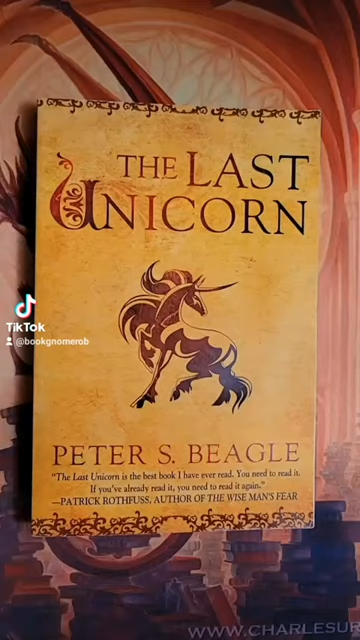 THE LAST
UNICORN
TikTok
@bookgnomerob
PETER S. BEAGLE
"The Last Unicorn is the best book I have ever read. You need to read it.
If you've already read it, you need to read it again."
—PATRICK ROTHFUSS, AUTHOR OF THE WISE MAN'S FEAR
WWW.CHARLESUR